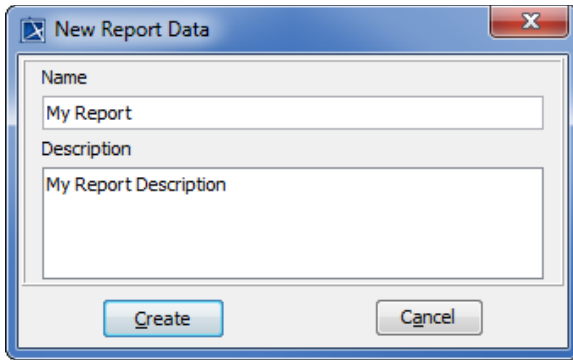 New Report Data
Name
My Report
Description
My Report Description
Create
Cancel